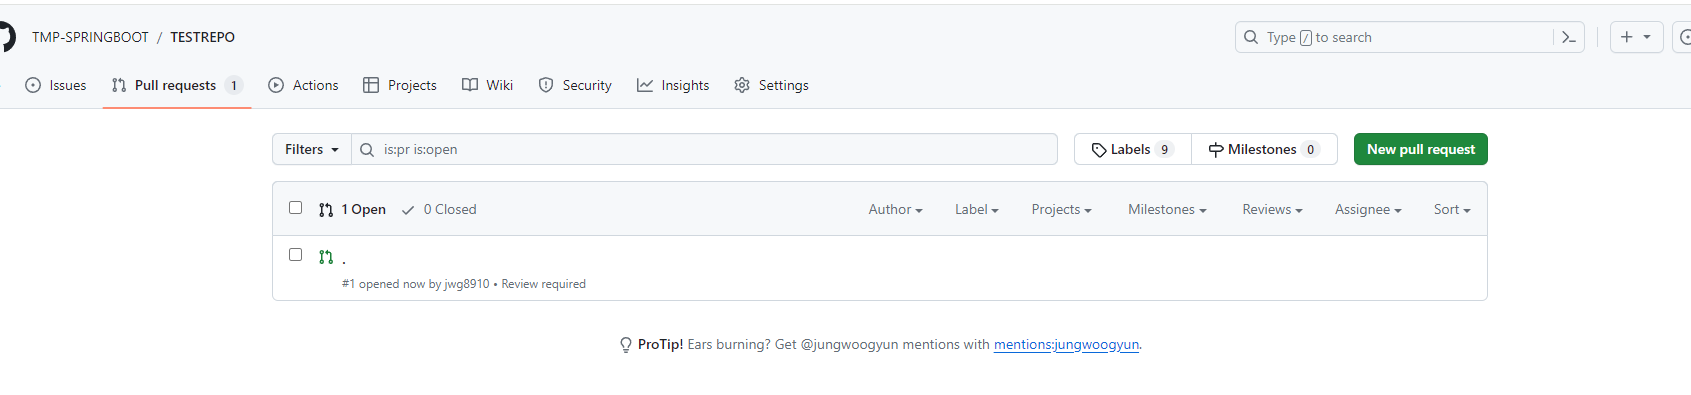 TMP-SPRINGBOOT / TESTREPO
Type / to search
Issues Pull requests 1 Actions Projects Wiki Security Insights Settings
Filters is:pr is:open Labels 9 Milestones 0 New pull request
1 Open 0 Closed Author Label Projects Milestones Reviews Assignee Sort
.
#1 opened now by jwg8910 • Review required
ProTip! Ears burning? Get @jungwoogyun mentions with mentions:jungwoogyun.